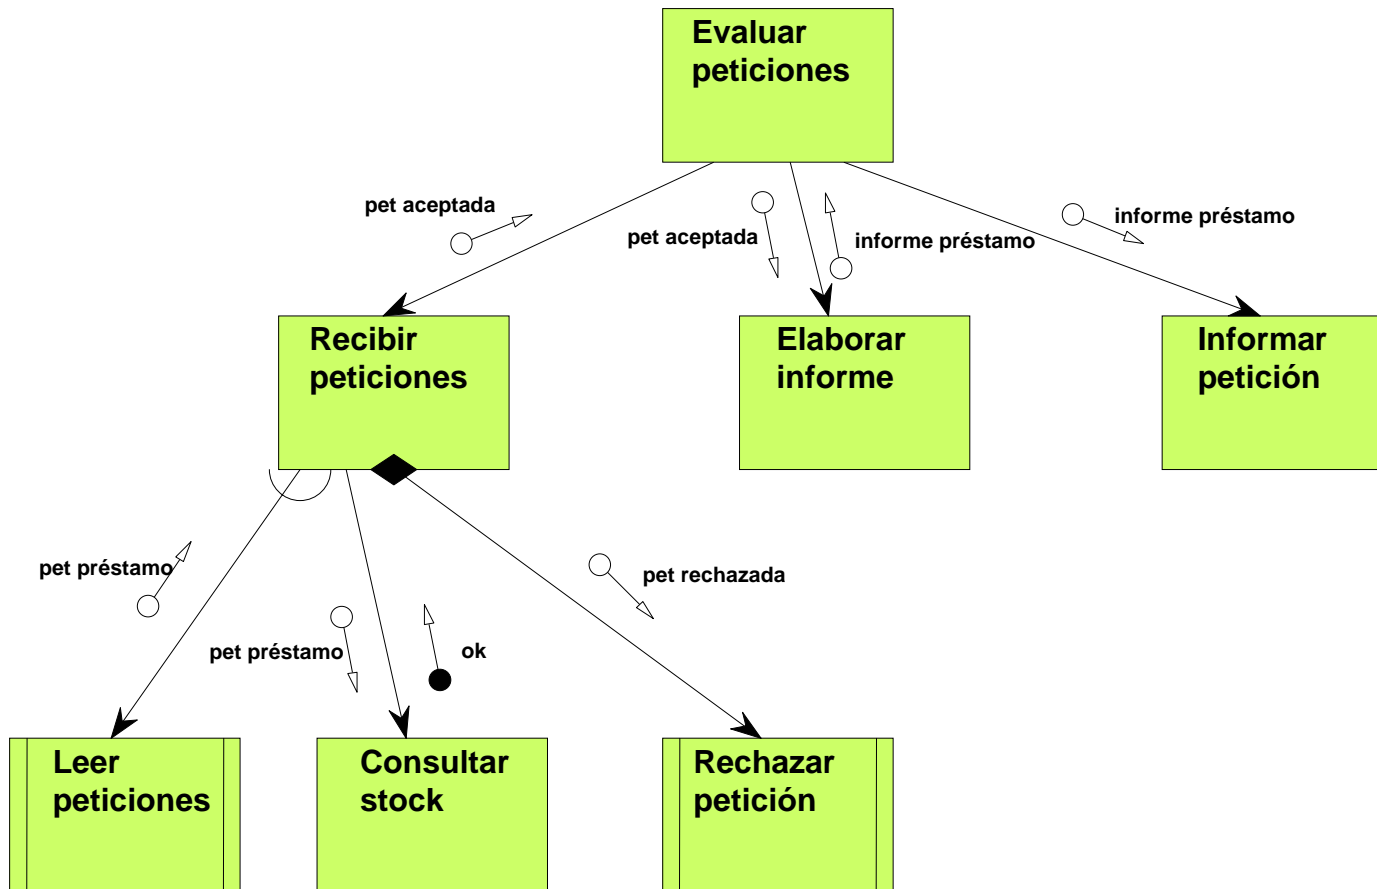 Evaluar
peticiones
pet aceptada
pet aceptada
informe préstamo
informe préstamo
Recibir
peticiones
Elaborar
informe
Informar
petición
pet préstamo
pet préstamo
ok
pet rechazada
Leer
peticiones
Consultar
stock
Rechazar
petición